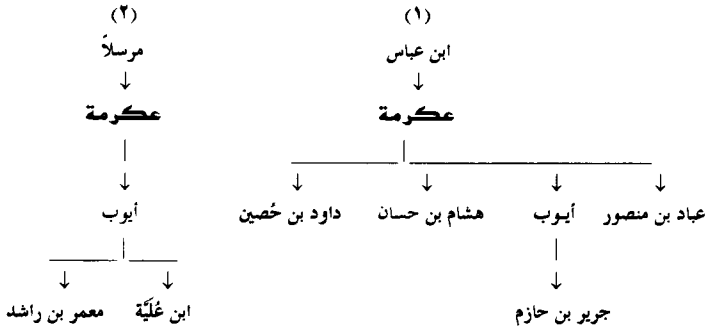 (١) (٢)
ابن عباس مرسلاً
عكرمة عكرمة
عباد بن منصور أيوب هشام بن حسان داود بن حُصين أيوب
جرير بن حازم ابن عُلَيَّة معمر بن راشد